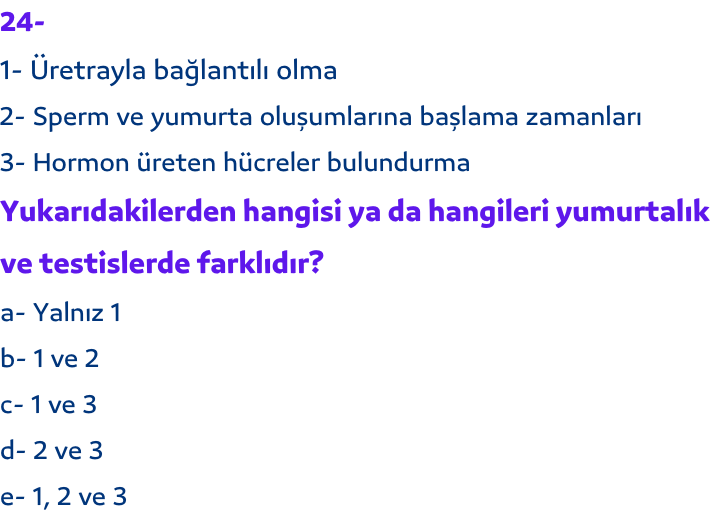 24-
1- Üretrayla bağlantılı olma
2- Sperm ve yumurta oluşumlarına başlama zamanları
3- Hormon üreten hücreler bulundurma
Yukarıdakilerden hangisi ya da hangileri yumurtalık
ve testislerde farklıdır?
a- Yalnız 1
b- 1 ve 2
c- 1 ve 3
d- 2 ve 3
e- 1, 2 ve 3